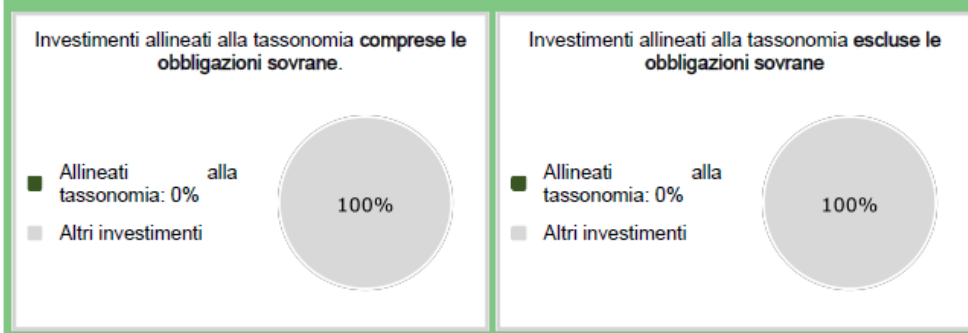 Investimenti allineati alla tassonomia comprese le
obbligazioni sovrane.
Allineati alla
tassonomia: 0%
Altri investimenti
100%
Investimenti allineati alla tassonomia escluse le
obbligazioni sovrane
Allineati alla
tassonomia: 0%
Altri investimenti
100%